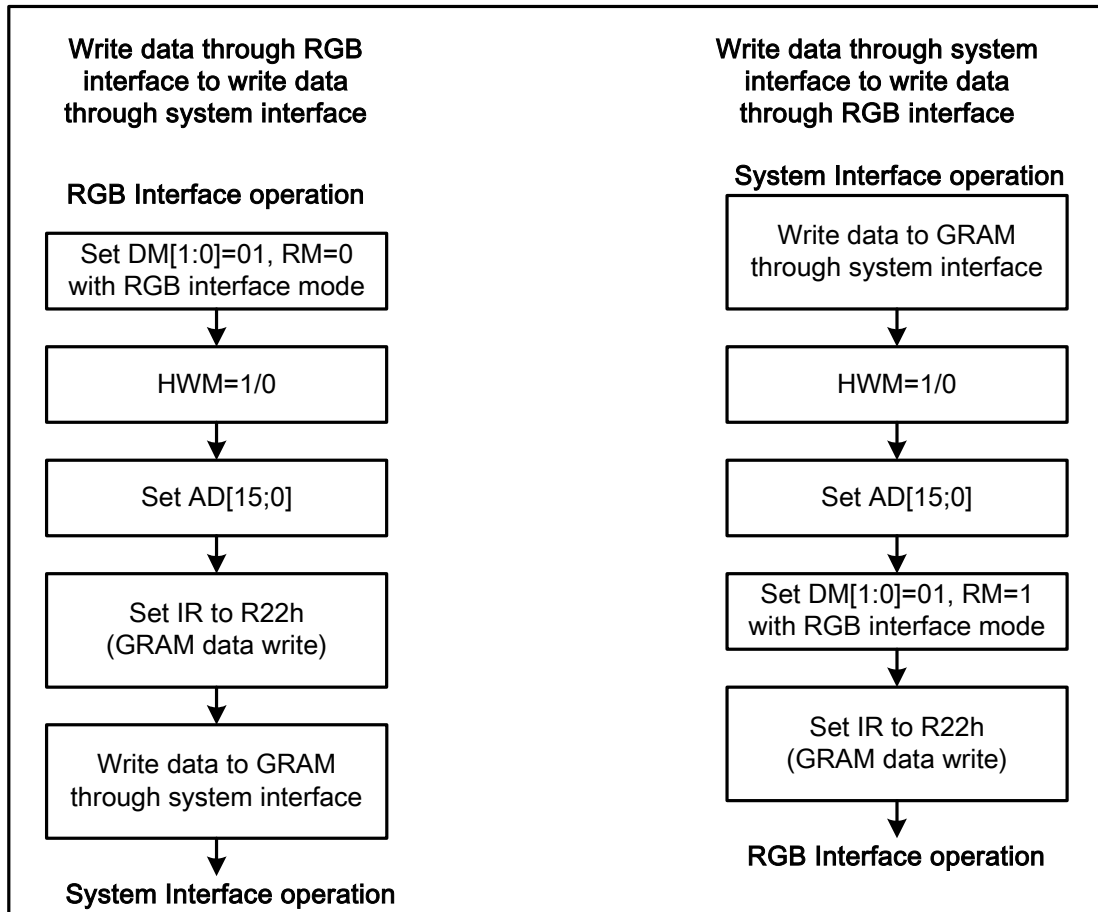 Write data through RGB
interface to write data
through system interface
RGB Interface operation
Set DM[1:0]=01, RM=0
with RGB interface mode
HWM=1/0
Set AD[15;0]
Set IR to R22h
(GRAM data write)
Write data to GRAM
through system interface
System Interface operation
Write data through system
interface to write data
through RGB interface
System Interface operation
Write data to GRAM
through system interface
HWM=1/0
Set AD[15;0]
Set DM[1:0]=01, RM=1
with RGB interface mode
Set IR to R22h
(GRAM data write)
RGB Interface operation